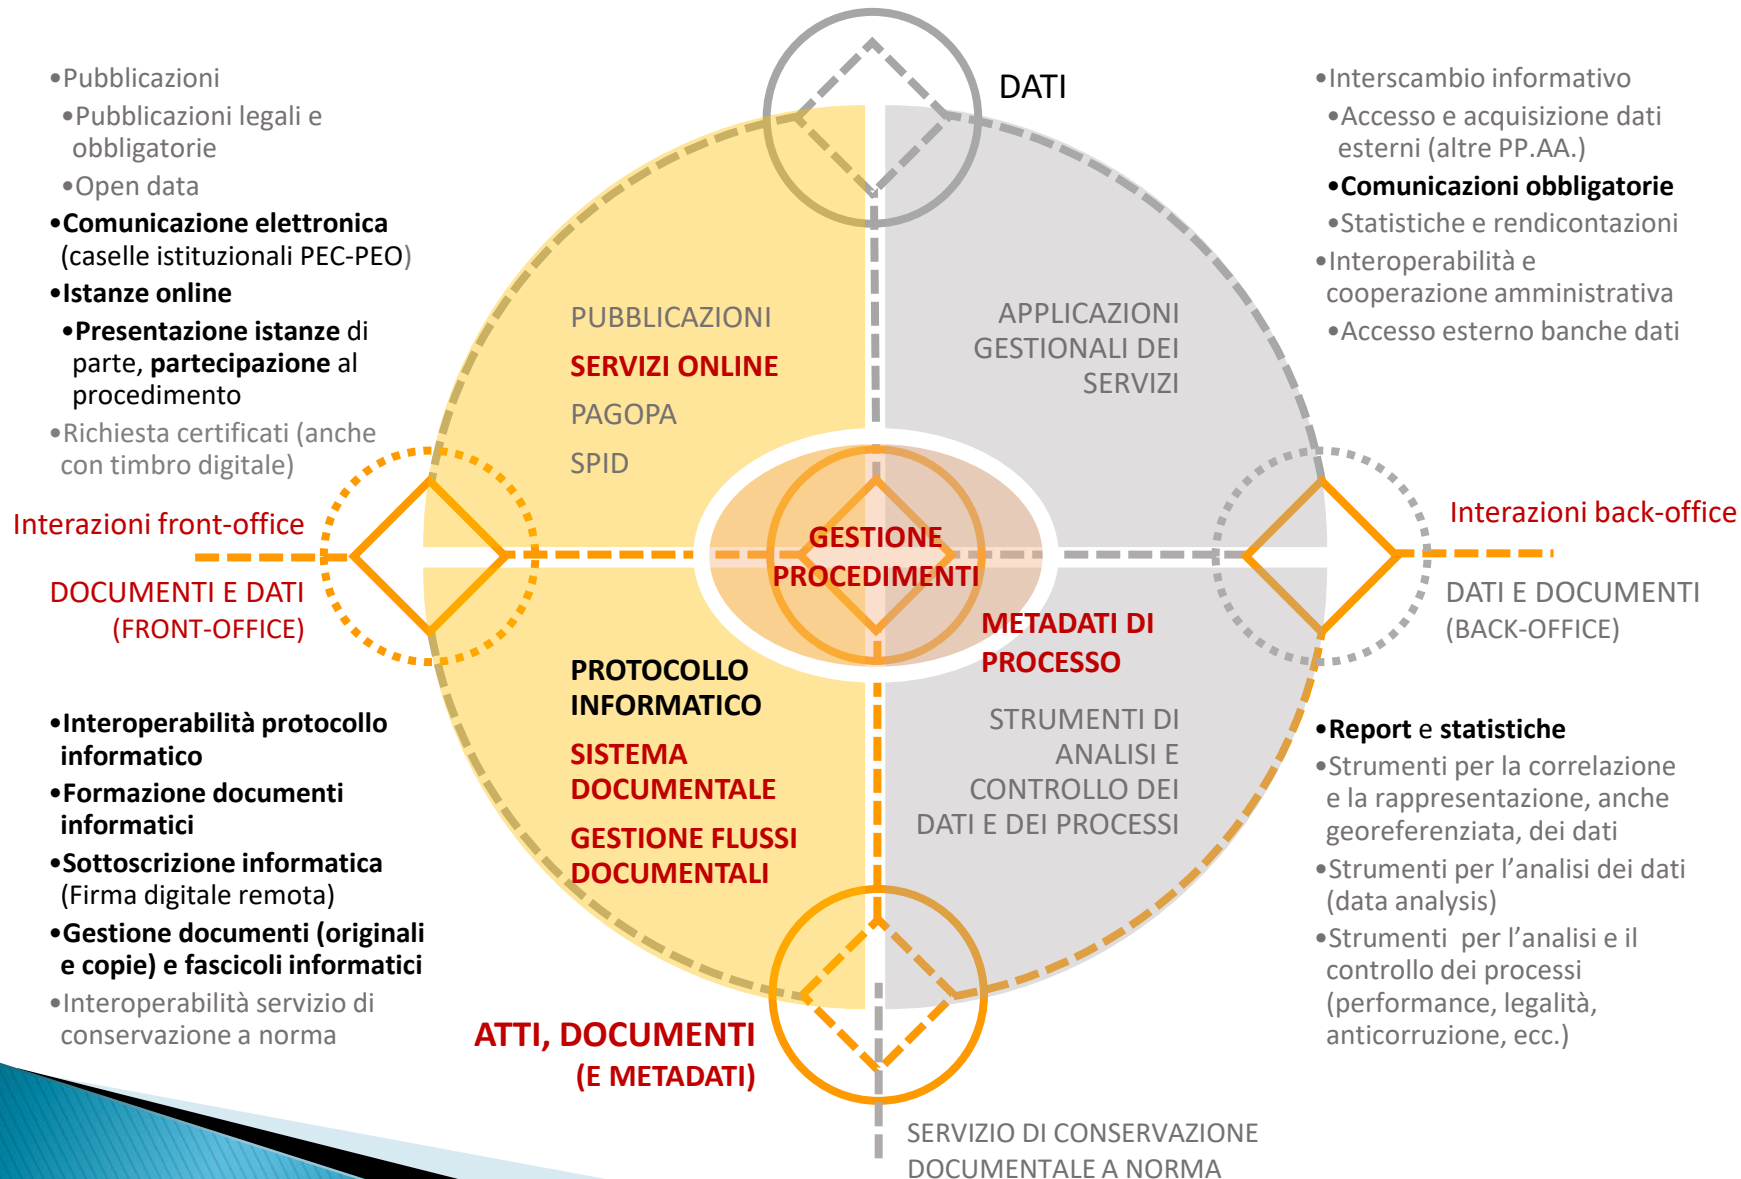 •Pubblicazioni
•Pubblicazioni legali e
obbligatorie
•Open data
•Comunicazione elettronica
(caselle istituzionali PEC-PEO)
•Istanze online
•Presentazione istanze di
parte, partecipazione al
procedimento
•Richiesta certificati (anche
con timbro digitale)
Interazioni front-office
DOCUMENTI E DATI
(FRONT-OFFICE)
•Interoperabilità protocollo
informatico
•Formazione documenti
informatici
•Sottoscrizione informatica
(Firma digitale remota)
•Gestione documenti (originali
e copie) e fascicoli informatici
•Interoperabilità servizio di
conservazione a norma
DATI
PUBBLICAZIONI
SERVIZI ONLINE
PAGOPA
SPID
APPLICAZIONI
GESTIONALI DEI
SERVIZI
GESTIONE
PROCEDIMENTI
PROTOCOLLO
INFORMATICO
SISTEMA
DOCUMENTALE
GESTIONE FLUSSI
DOCUMENTALI
METADATI DI
PROCESSO
STRUMENTI DI
ANALISI E
CONTROLLO DEI
DATI E DEI PROCESSI
ATTI, DOCUMENTI
(E METADATI)
SERVIZIO DI CONSERVAZIONE
DOCUMENTALE A NORMA
•Interscambio informativo
•Accesso e acquisizione dati
esterni (altre PP.AA.)
•Comunicazioni obbligatorie
•Statistiche e rendicontazioni
•Interoperabilità e
cooperazione amministrativa
•Accesso esterno banche dati
Interazioni back-office
DATI E DOCUMENTI
(BACK-OFFICE)
•Report e statistiche
•Strumenti per la correlazione
e la rappresentazione, anche
georeferenziata, dei dati
•Strumenti per l’analisi dei dati
(data analysis)
•Strumenti per l’analisi e il
controllo dei processi
(performance, legalità,
anticorruzione, ecc.)